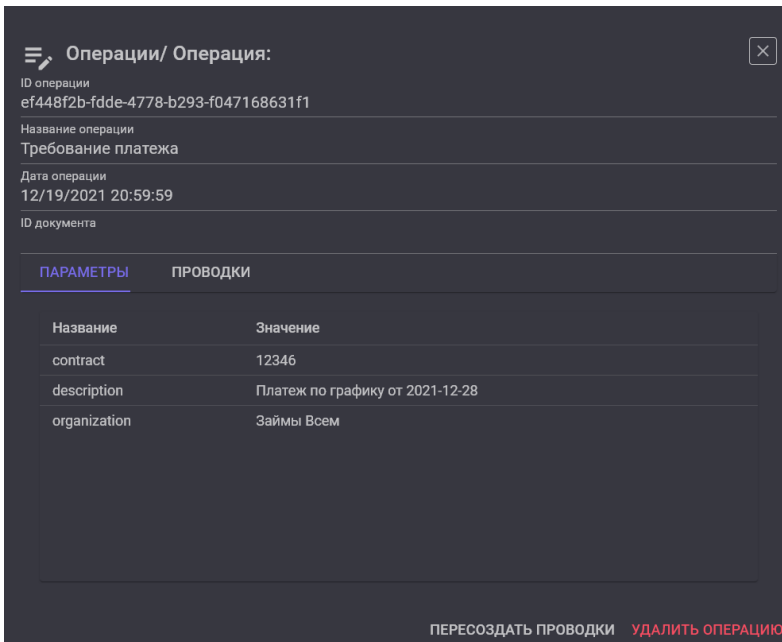 Операции/ Операция:
ID операции
ef448f2b-fdde-4778-b293-f047168631f1
Название операции
Требование платежа
Дата операции
12/19/2021 20:59:59
ID документа
ПАРАМЕТРЫ ПРОВОДКИ
Название Значение
contract 12346
description Платеж по графику от 2021-12-28
organization Займы Всем
ПЕРЕСОЗДАТЬ ПРОВОДКИ УДАЛИТЬ ОПЕРАЦИЮ